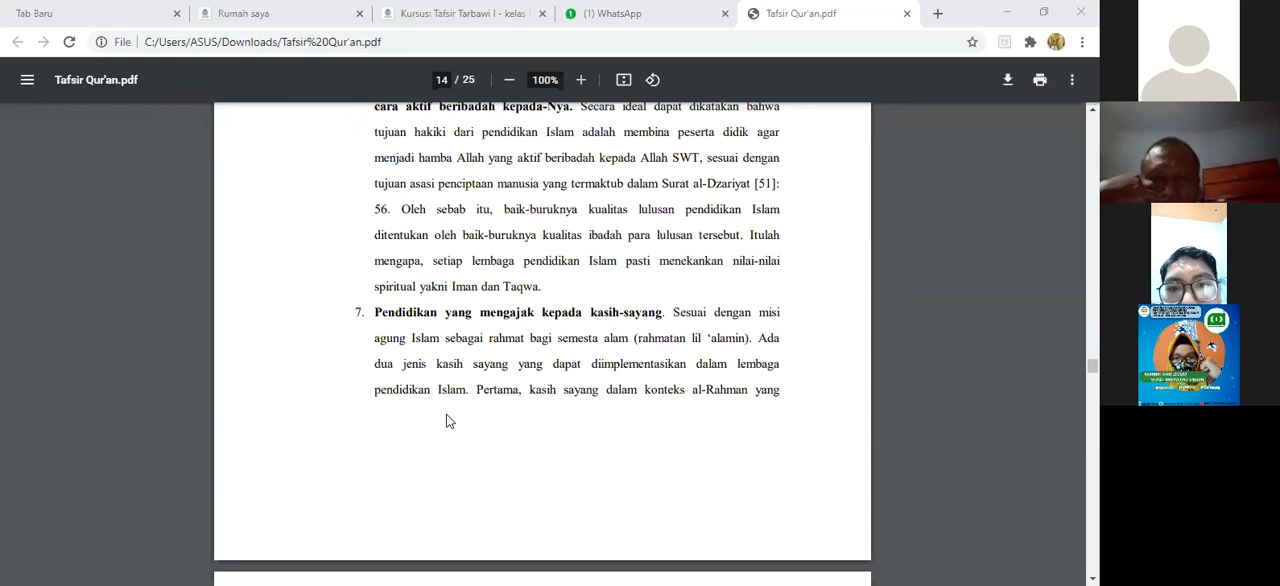 Tab Baru
Rumah saya
Kursus: Tafsir Tarbawi I - kelas
(1) WhatsApp
Tafsir Qur'an.pdf
File
C:/Users/ASUS/Downloads/Tafsir%20Qur'an.pdf
Tafsir Qur'an.pdf
14 / 25
100%
cara aktif beribadah kepada-Nya. Secara ideal dapat dikatakan bahwa
tujuan hakiki dari pendidikan Islam adalah membina peserta didik agar
menjadi hamba Allah yang aktif beribadah kepada Allah SWT, sesuai dengan
tujuan asasi penciptaan manusia yang termaktub dalam Surat al-Dzariyat [51]:
56. Oleh sebab itu, baik-buruknya kualitas lulusan pendidikan Islam
ditentukan oleh baik-buruknya kualitas ibadah para lulusan tersebut. Itulah
mengapa, setiap lembaga pendidikan Islam pasti menekankan nilai-nilai
spiritual yakni Iman dan Taqwa.
7. Pendidikan yang mengajak kepada kasih-sayang. Sesuai dengan misi
agung Islam sebagai rahmat bagi semesta alam (rahmatan lil ‘alamin). Ada
dua jenis kasih sayang yang dapat diimplementasikan dalam lembaga
pendidikan Islam. Pertama, kasih sayang dalam konteks al-Rahman yang